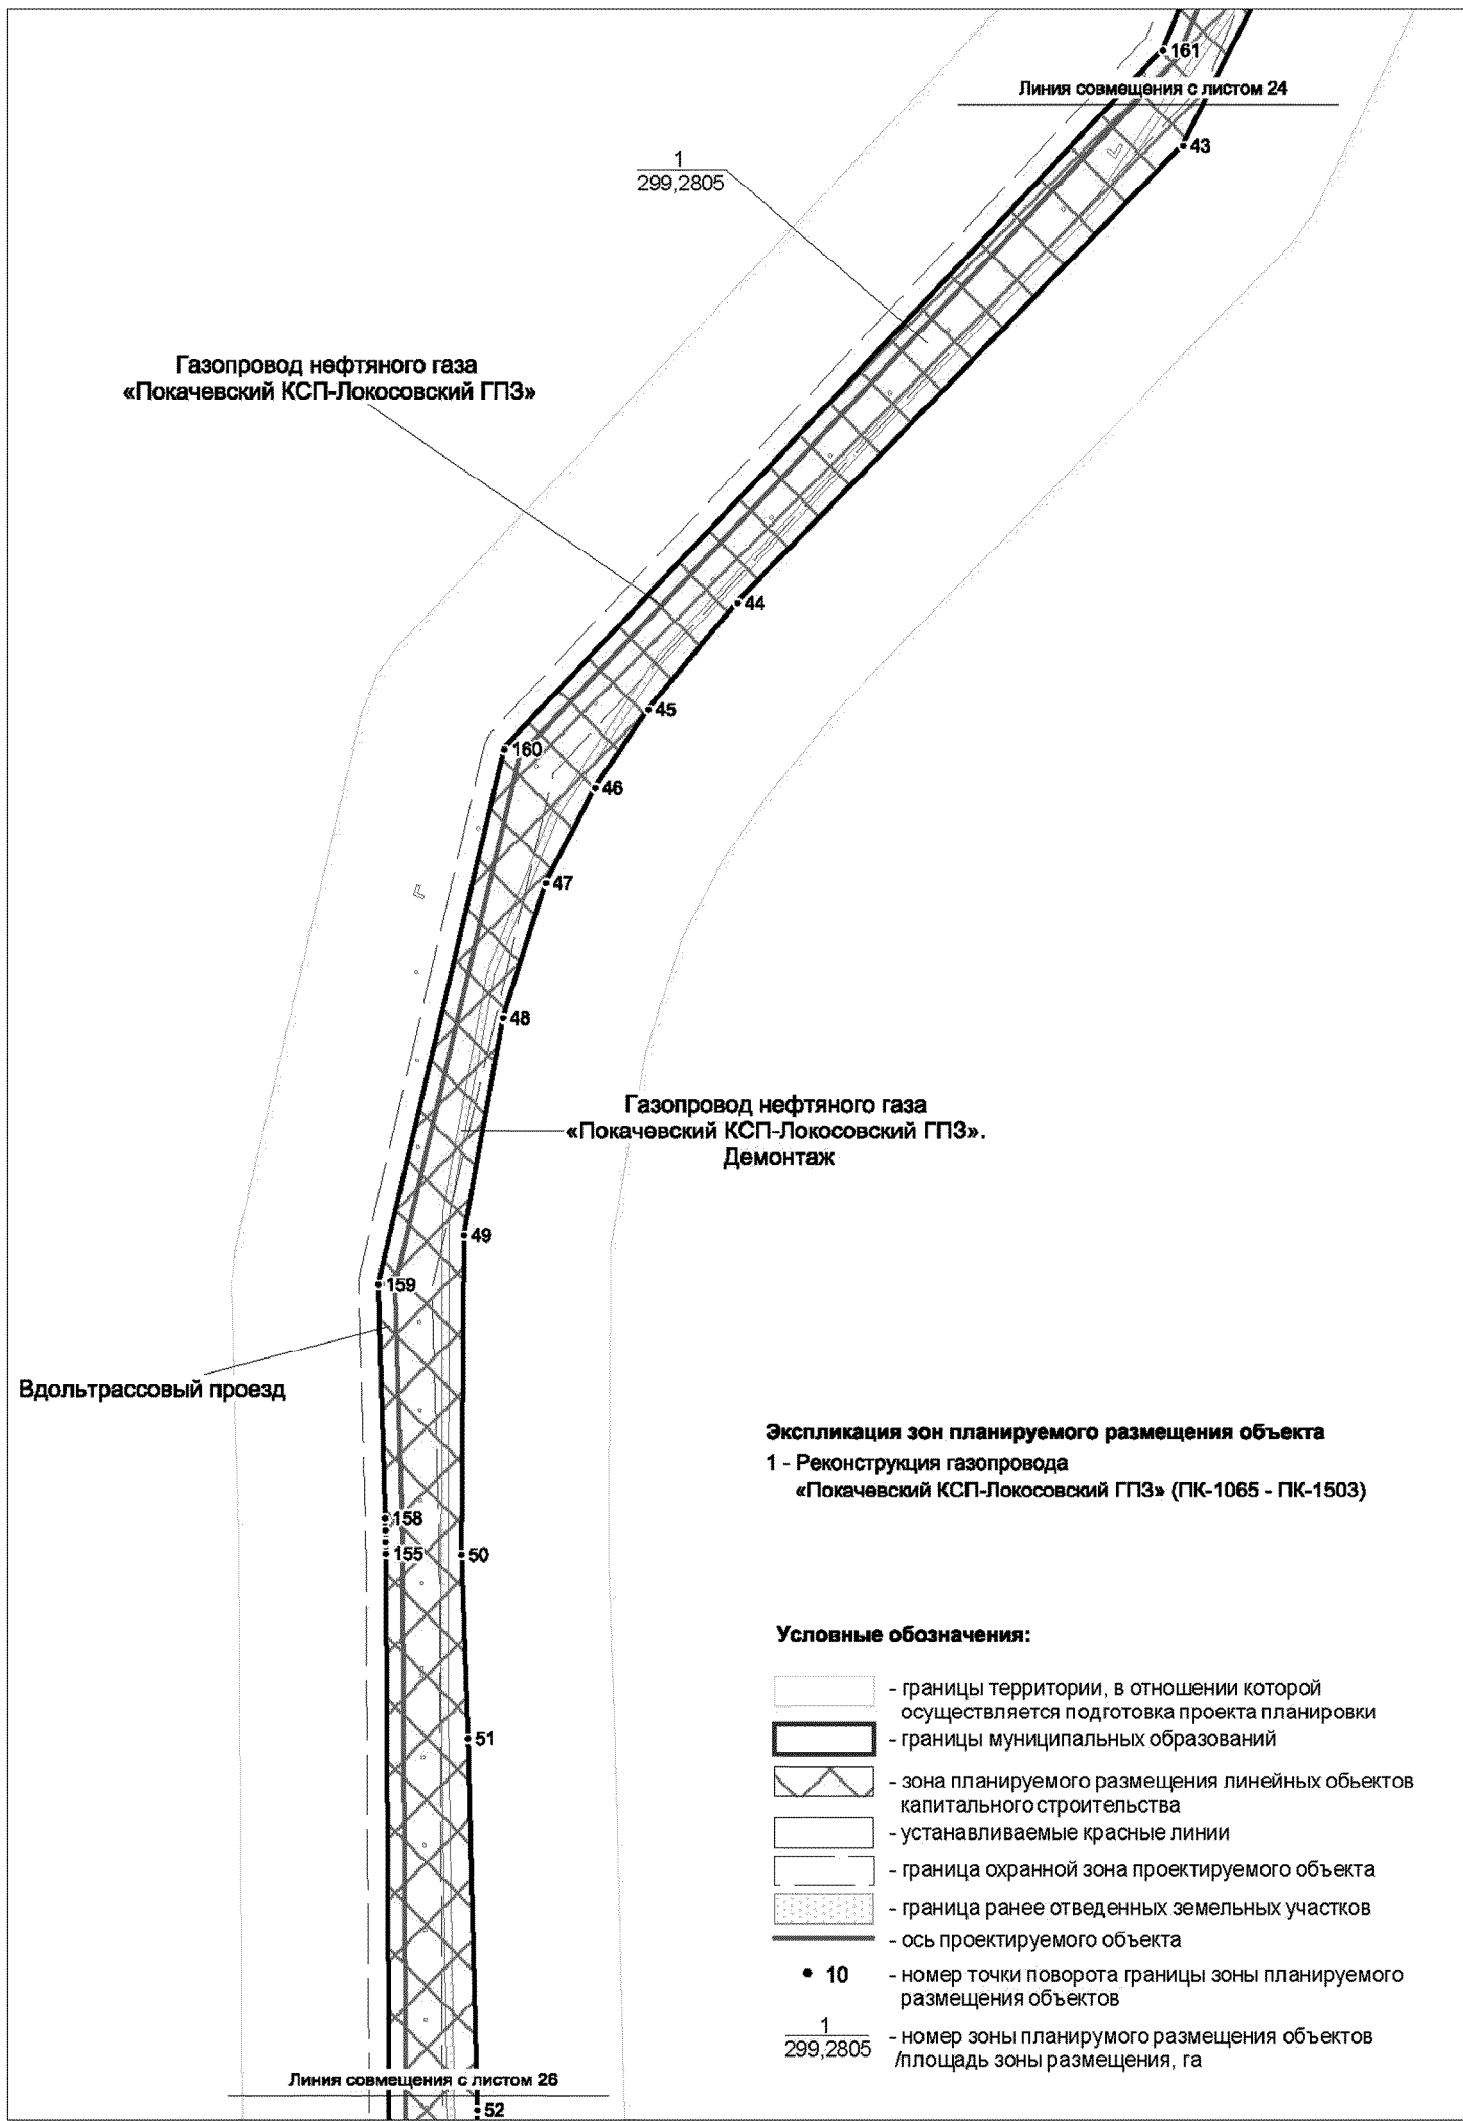 161
Линия совмещения с листом 24
43
1
299,2805
Газопровод нефтяного газа
«Покачевский КСП-Локосовский ГПЗ»
44
45
160
46
47
48
Газопровод нефтяного газа
«Покачевский КСП-Локосовский ГПЗ».
Демонтаж
49
159
Вдольтрассовый проезд
Экспликация зон планируемого размещения объекта
1 - Реконструкция газопровода
«Покачевский КСП-Локосовский ГПЗ» (ПК-1065 - ПК-1503)
158
155
50
Условные обозначения:
- границы территории, в отношении которой
осуществляется подготовка проекта планировки
51
- границы муниципальных образований
- зона планируемого размещения линейных обьектов
капитального строительства
- устанавливаемые красные линии
- граница охранной зона проектируемого объекта
- граница ранее отведенных земельных участков
- ось проектируемого объекта
• 10 - номер точки поворота границы зоны планируемого
размещения объектов
1
299,2805
- номер зоны планирумого размещения объектов
/площадь зоны размещения, га
Линия совмещения с листом 26
52